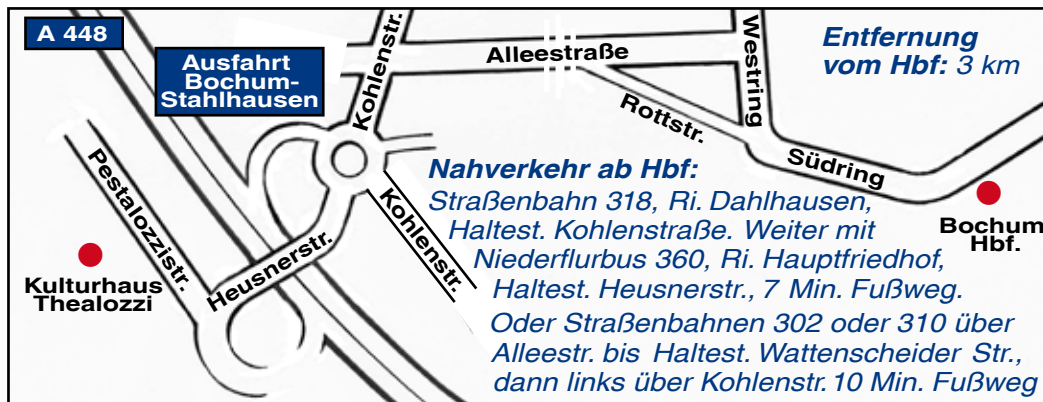 A 448
Ausfahrt
Bochum-
Stahlhausen
Kohlenstr.
Alleestraße
Westring
Entfernung
vom Hbf: 3 km
Rottstr.
Südring
Bochum
Hbf.
Pestalozzistr.
Kulturhaus
Thealozzi
Heusnerstr.
Kohlenstr.
Nahverkehr ab Hbf:
Straßenbahn 318, Ri. Dahlhausen,
Haltest. Kohlenstraße. Weiter mit
Niederflurbus 360, Ri. Hauptfriedhof,
Haltest. Heusnerstr., 7 Min. Fußweg.
Oder Straßenbahnen 302 oder 310 über
Alleestr. bis Haltest. Wattenscheider Str.,
dann links über Kohlenstr. 10 Min. Fußweg